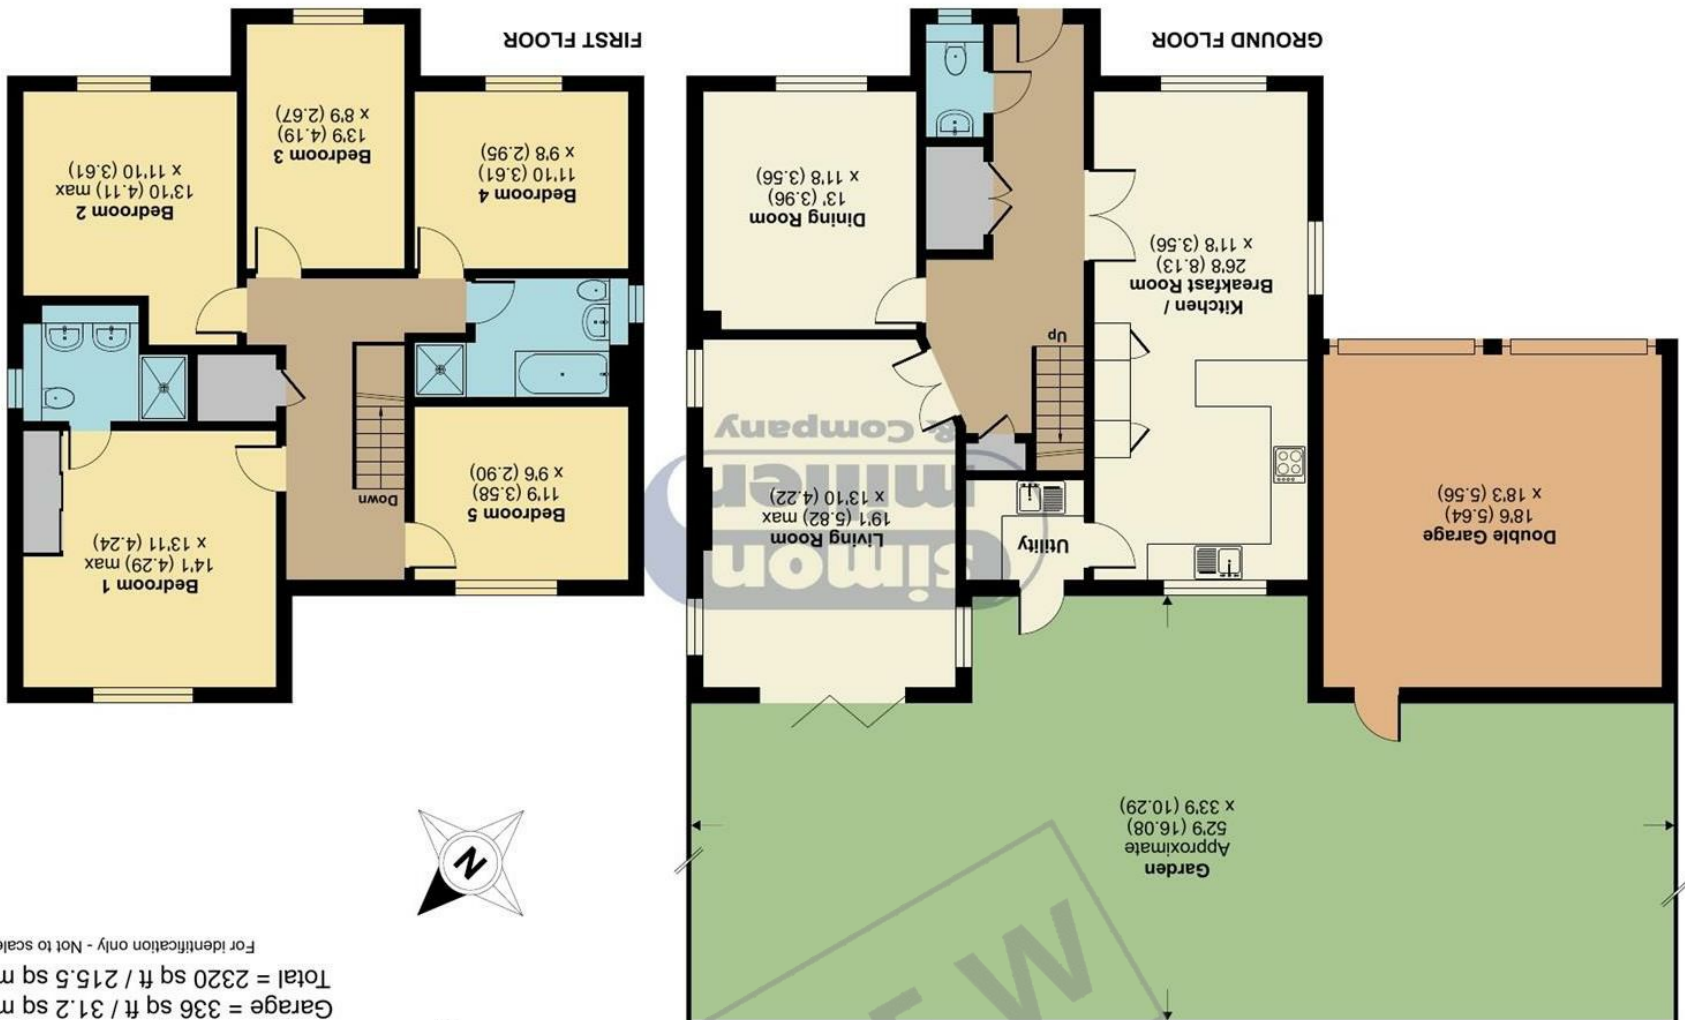 Garage = 336 sq ft / 31.2 sq m
Total = 2320 sq ft / 215.5 sq m
For identification only - Not to scale
N
EW
Garden
Approximate
52'9 (16.08)
x 33'9 (10.29)
Double Garage
18'6 (5.64)
x 18'3 (5.56)
Utility
Living Room
19'1 (5.82) max
x 13'10 (4.22)
simon
miller
& Company
Up
Kitchen /
Breakfast Room
26'8 (8.13)
x 11'8 (3.56)
Dining Room
13' (3.96)
x 11'8 (3.56)
GROUND FLOOR
Bedroom 1
14'1 (4.29) max
x 13'11 (4.24)
Bedroom 5
11'9 (3.58)
x 9'6 (2.90)
Down
Bedroom 4
11'10 (3.61)
x 9'8 (2.95)
Bedroom 3
13'9 (4.19)
x 8'9 (2.67)
Bedroom 2
13'10 (4.11) max
x 11'10 (3.61)
FIRST FLOOR